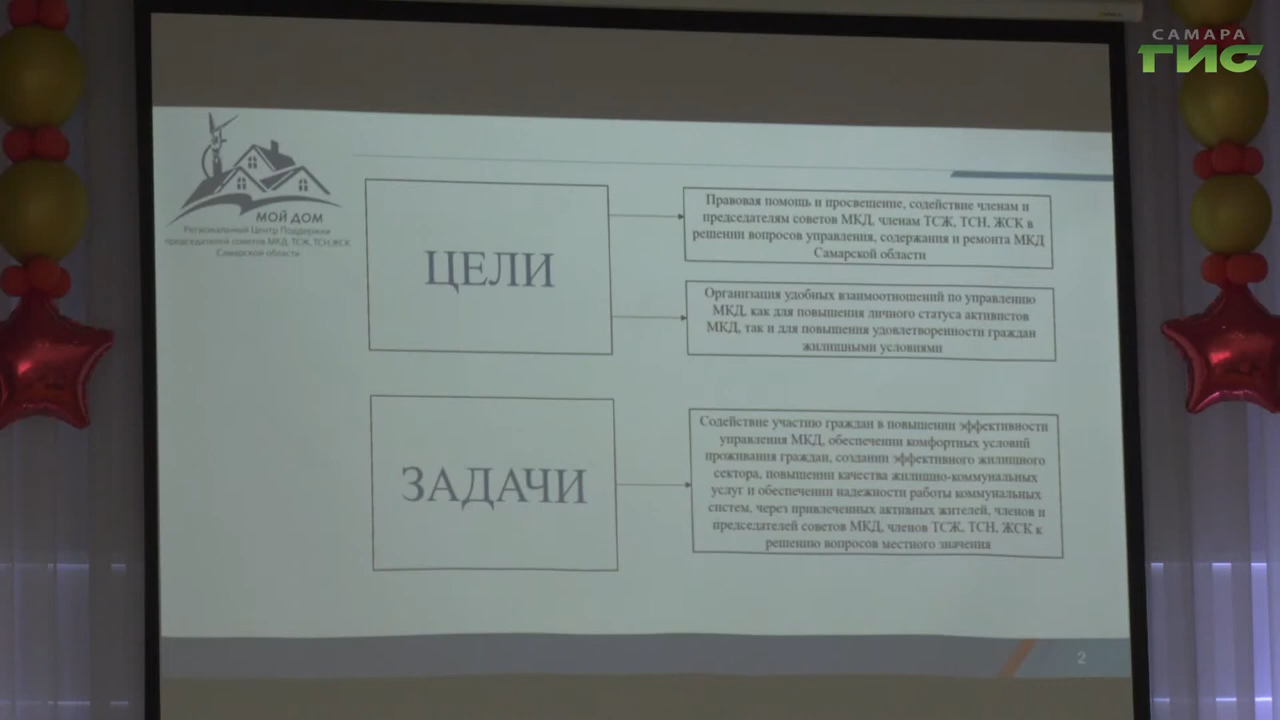 САМАРА
ГИС
МОЙ ДОМ
Региональный Центр Поддержки
председателей советов МКД, ТСЖ, ТСН,ЖСК
Самарской области
ЦЕЛИ
Правовая помощь и просвещение, содействие членам и
председателям советов МКД, членам ТСЖ, ТСН, ЖСК в
решении вопросов управления, содержания и ремонта МКД
Самарской области
Организация удобных взаимоотношений по управлению
МКД, как для повышения личного статуса активистов
МКД, так и для повышения удовлетворенности граждан
жилищными условиями
ЗАДАЧИ
Содействие участию граждан в повышении эффективности
управления МКД, обеспечении комфортных условий
проживания граждан, создании эффективного жилищного
сектора, повышении качества жилищно-коммунальных
услуг и обеспечении надежности работы коммунальных
систем, через привлеченных активных жителей, членов и
председателей советов МКД, членов ТСЖ, ТСН, ЖСК к
решению вопросов местного значения
2